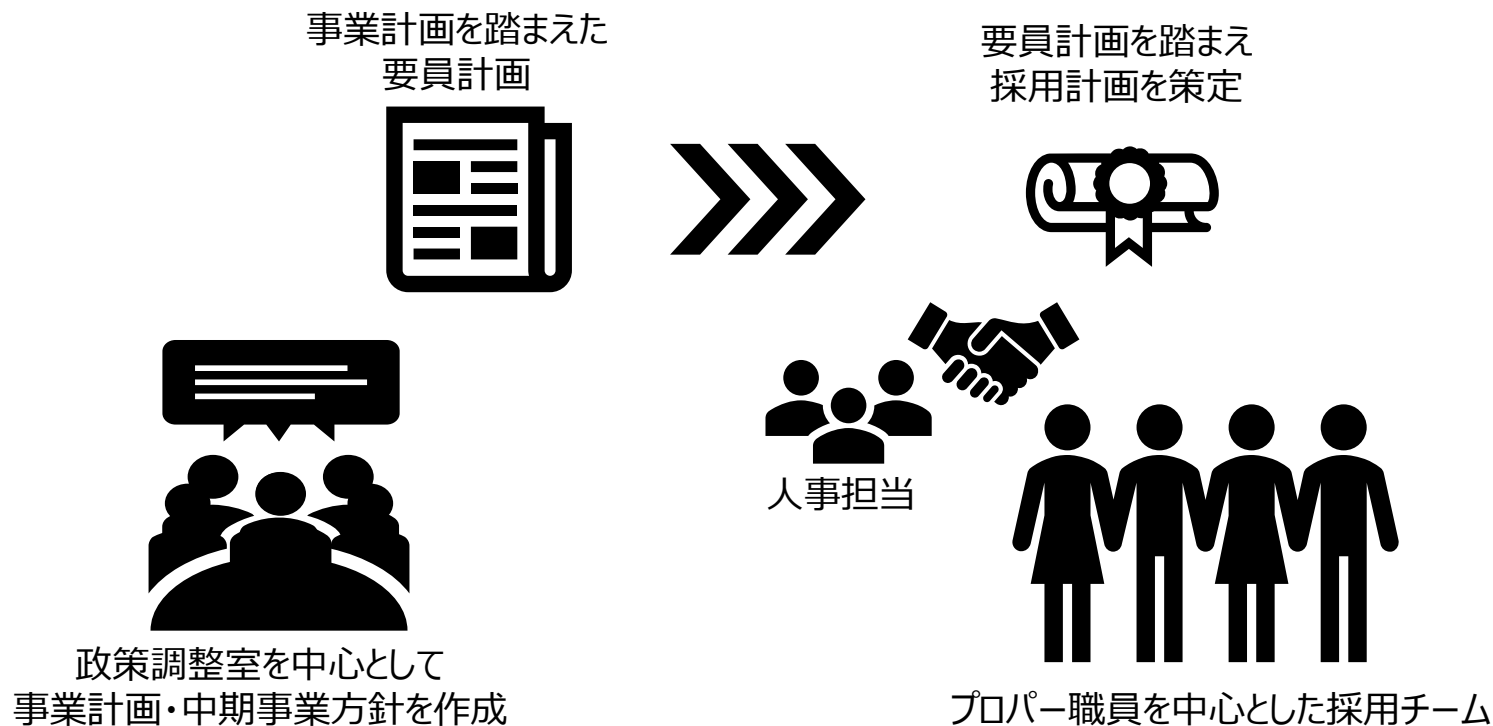 事業計画を踏まえた
要員計画
要員計画を踏まえ
採用計画を策定
人事担当
政策調整室を中心として
事業計画・中期事業方針を作成
プロパー職員を中心とした採用チーム